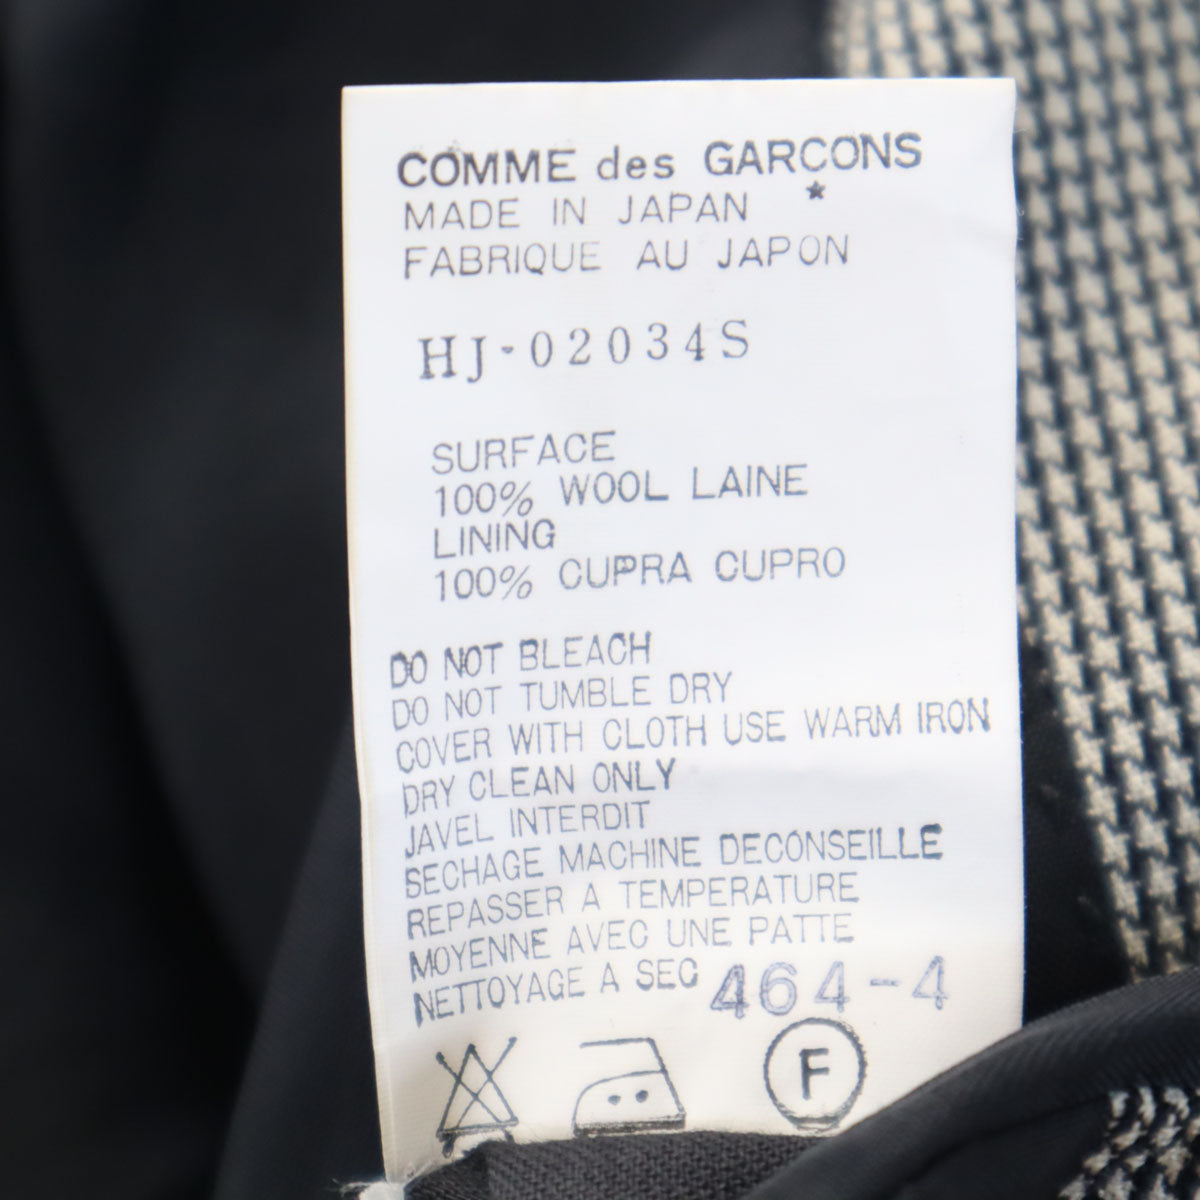 COMME des GARCONS
*
MADE IN JAPAN
FABRIQUE AU JAPON
HJ-02034S
SURFACE
100% WOOL LAINE
LINING
100% CUPRA CUPRO
DO NOT BLEACH
DO NOT TUMBLE DRY
COVER WITH CLOTH USE WARM IRON
DRY CLEAN ONLY
JAVEL INTERDIT
SECHAGE MACHINE DECONSEILLE
REPASSER A TEMPERATURE
MOYENNE AVEC UNE PATTE
NETTOYAGE A SEC 464-4
F